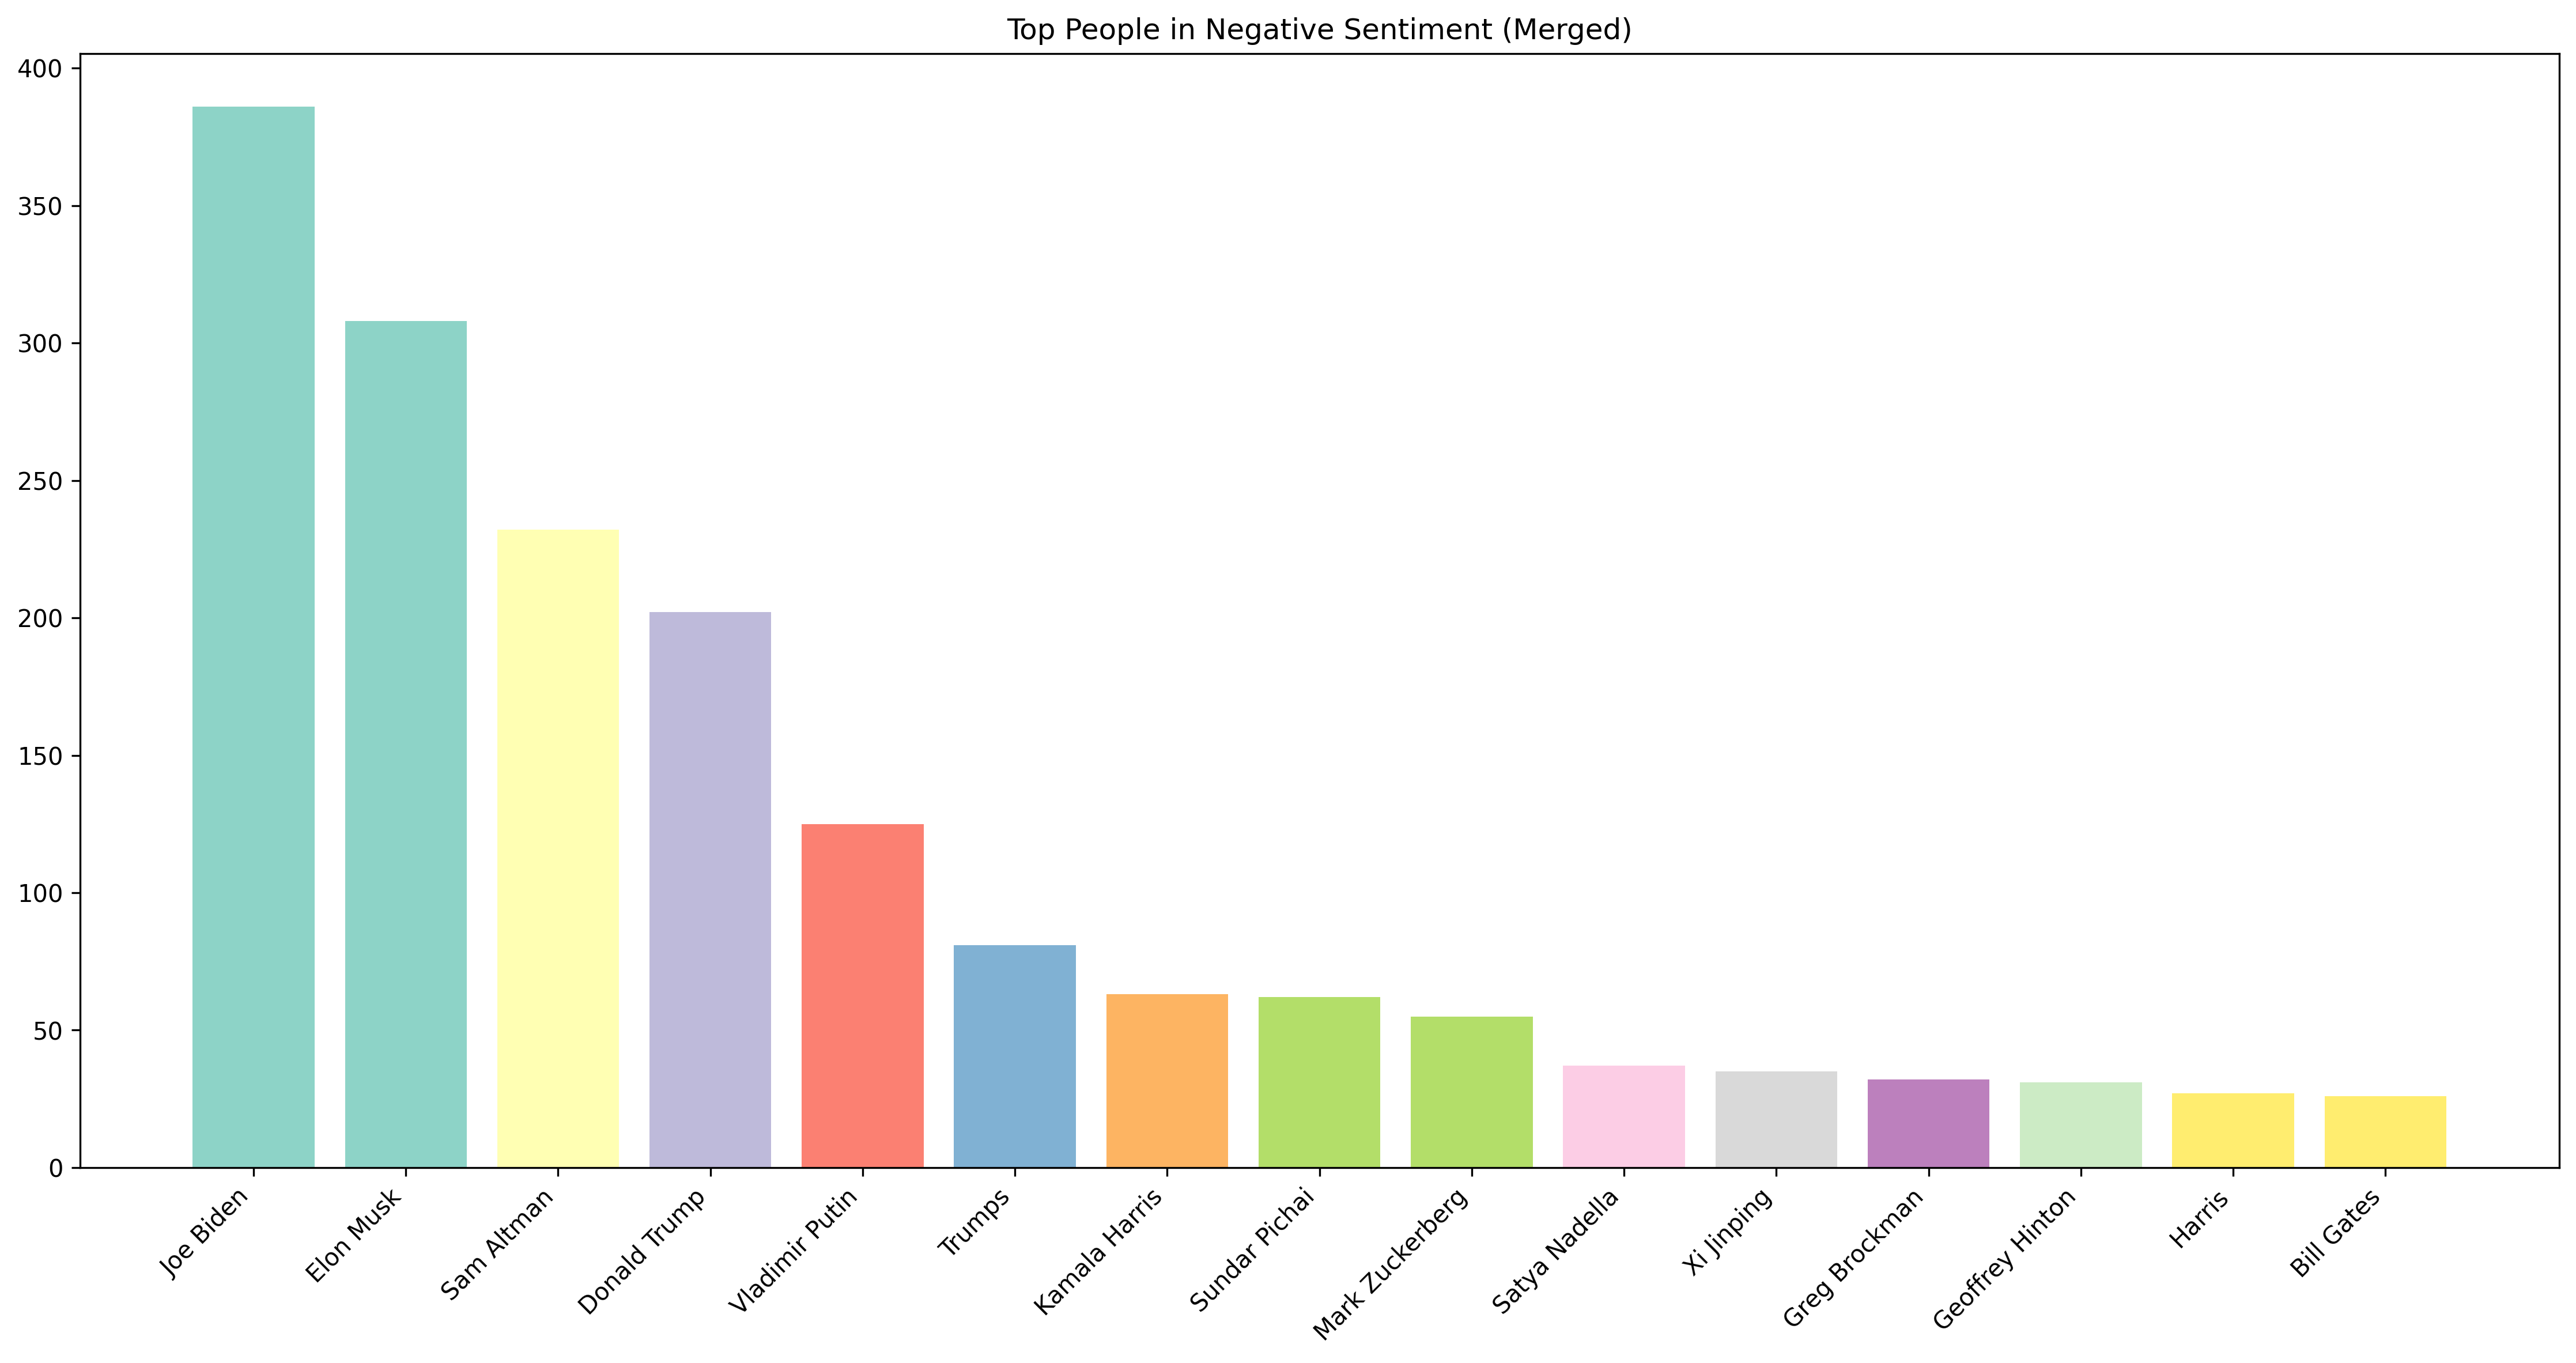 Top People in Negative Sentiment (Merged)
400
350
300
250
200
150
100
50
0
Joe Biden
Elon Musk
Sam Altman
Donald Trump
Vladimir Putin
Trumps
Kamala Harris
Sundar Pichai
Mark Zuckerberg
Satya Nadella
Xi Jinping
Greg Brockman
Geoffrey Hinton
Harris
Bill Gates